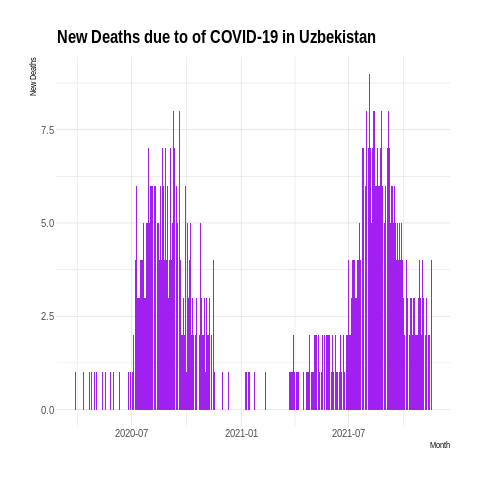 New Deaths due to of COVID-19 in Uzbekistan
New Deaths
7.5
5.0
2.5
0.0
2020-07
2021-01
2021-07
Month